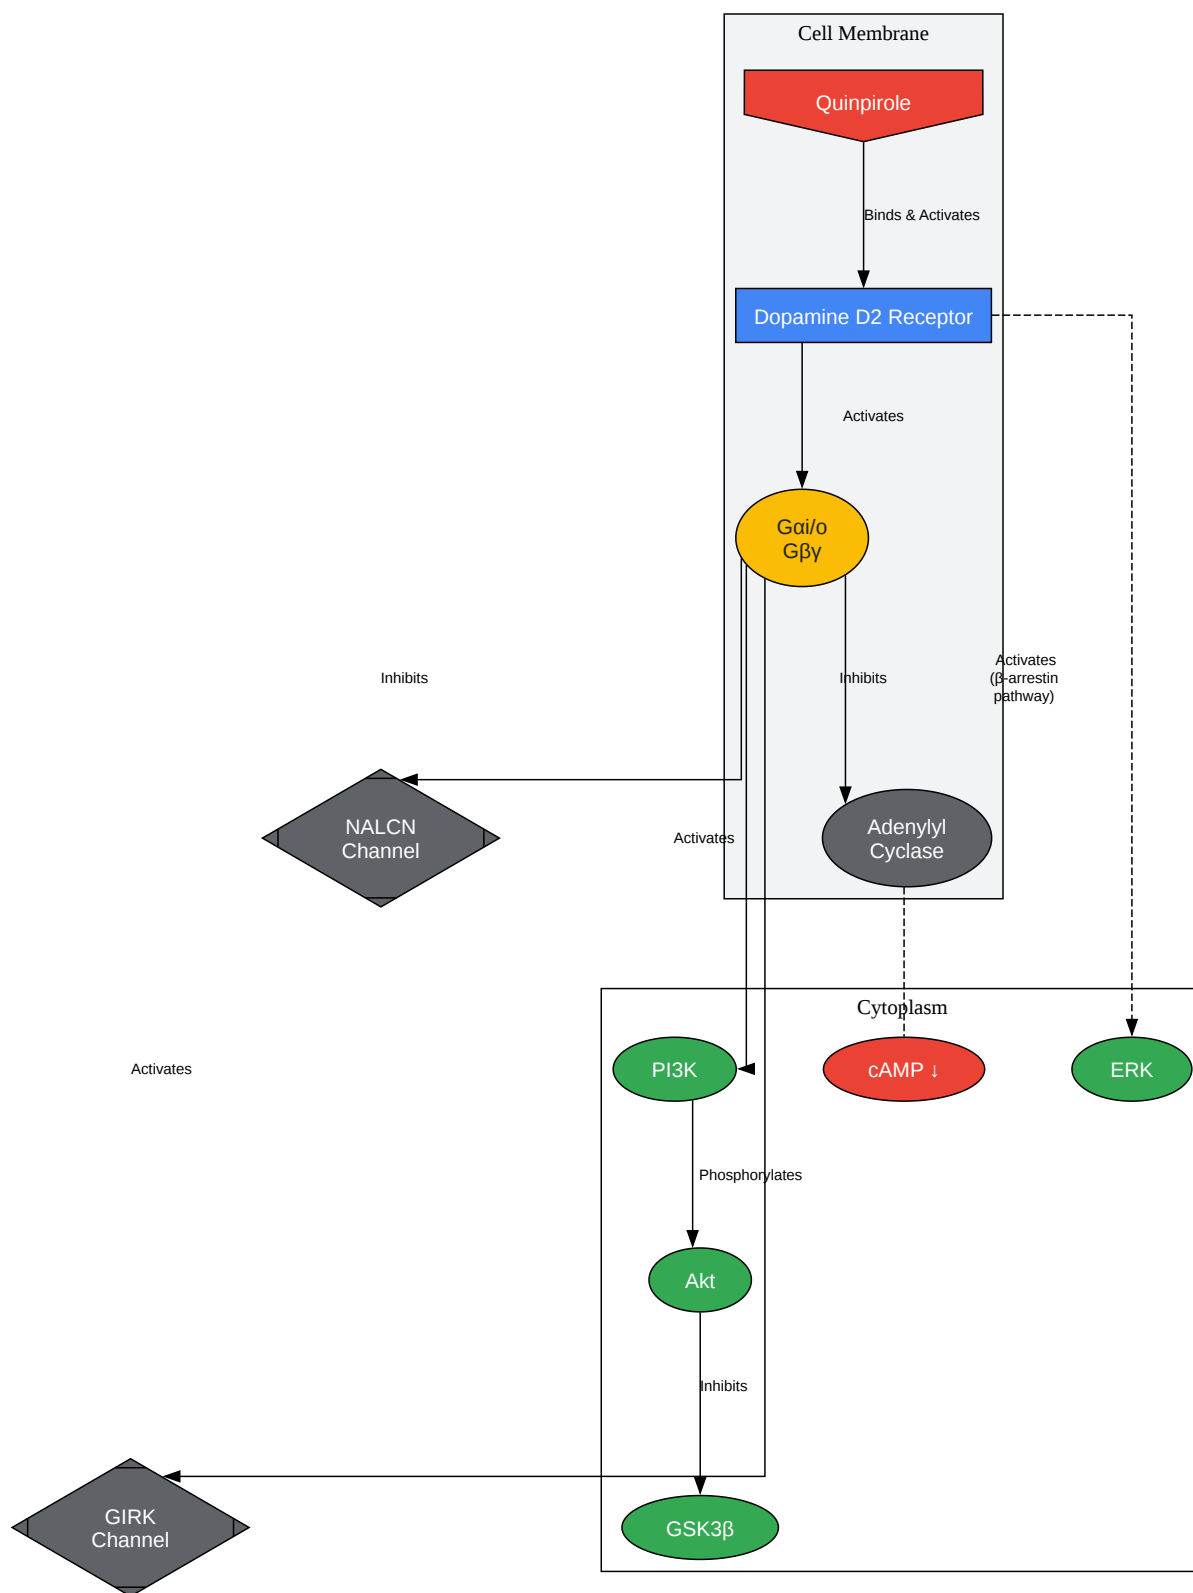 Cell Membrane
Quinpirole
Binds & Activates
Dopamine D2 Receptor
Activates
Gαi/o
Gβγ
Inhibits
Inhibits
Activates
(β-arrestin
pathway)
NALCN
Channel
Activates
Adenylyl
Cyclase
Cytoplasm
Activates
PI3K
cAMP ↓
ERK
Phosphorylates
Akt
Inhibits
GIRK
Channel
GSK3β